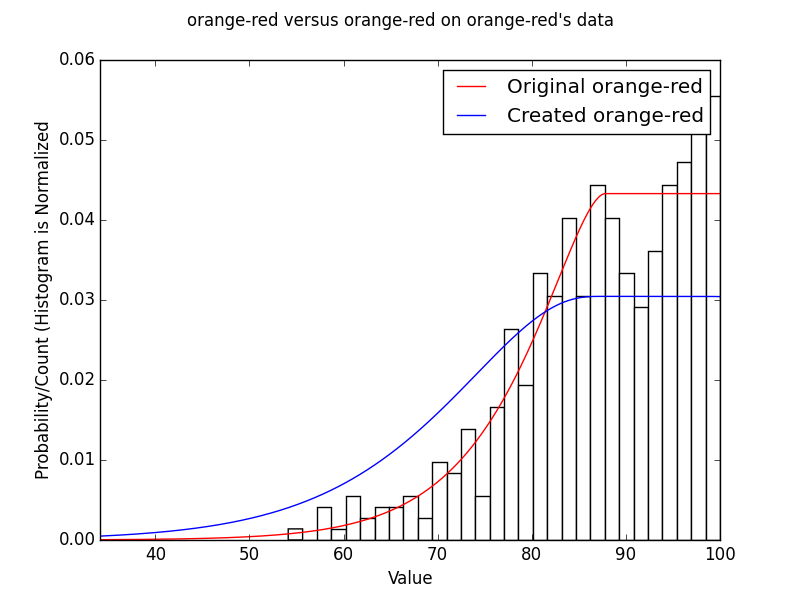 orange-red versus orange-red on orange-red's data
0.06
Original orange-red
Created orange-red
0.05
0.04
0.03
0.02
0.01
0.00
Probability/Count (Histogram is Normalized
40 50 60 70 80 90 100
Value